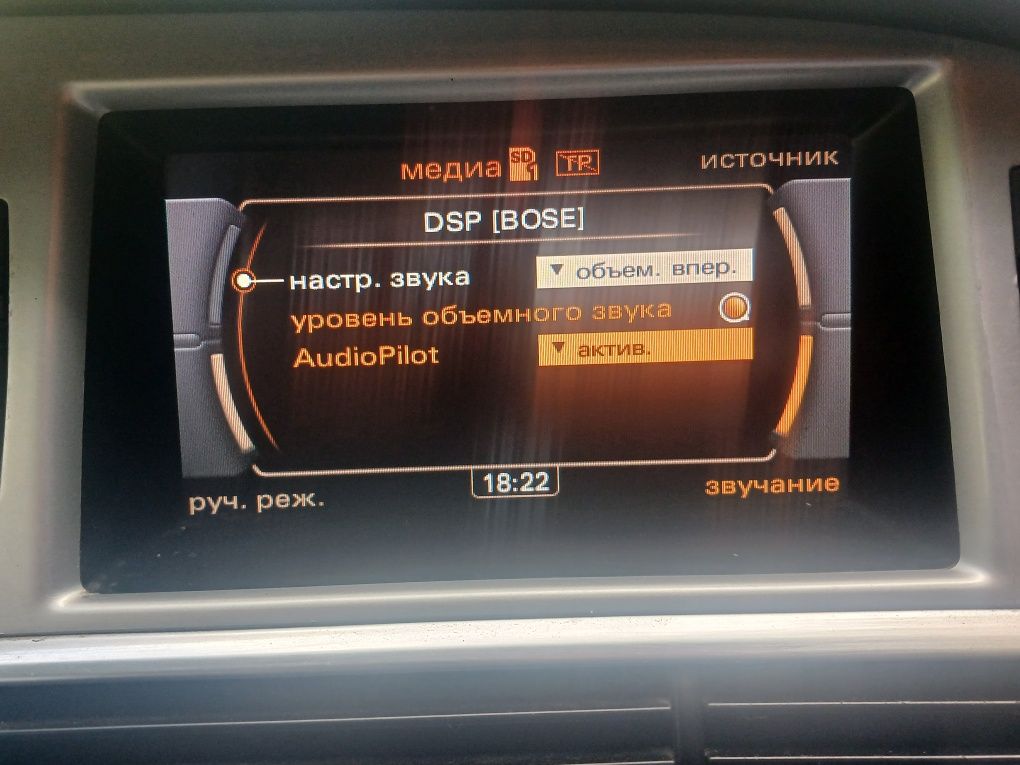 медиа SD 1 TP источник
DSP [BOSE]
настр. звука ▼ объем. впер.
уровень объемного звука
AudioPilot ▼ актив.
руч. реж. 18:22 звучание